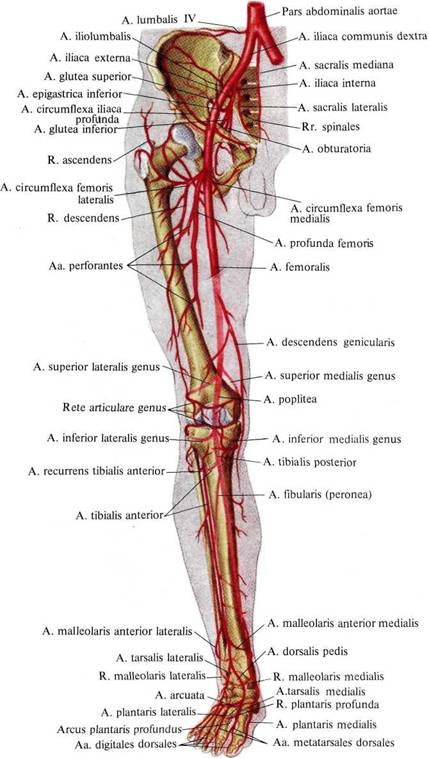 A. lumbalis IV
A. iliolumbalis
A. iliaca externa
A. glutea superior
A. epigastrica inferior
A. circumflexa iliaca
profunda
A. glutea inferior
R. ascendens
A. circumflexa femoris
lateralis
R. descendens
Aa. perforantes
A. superior lateralis genus
Rete articulare genus
A. inferior lateralis genus
A. recurrens tibialis anterior
A. tibialis anterior
A. malleolaris anterior lateralis
A. tarsalis lateralis
R. malleolaris lateralis
A. arcuata
A. plantaris lateralis
Arcus plantaris profundus
Aa. digitales dorsales
Pars abdominalis aortae
A. iliaca communis dextra
A. sacralis mediana
A. iliaca interna
A. sacralis lateralis
Rr. spinales
A. obturatoria
A. circumflexa femoris
medialis
A. profunda femoris
A. femoralis
A. descendens genicularis
A. superior medialis genus
A. poplitea
A. inferior medialis genus
A. tibialis posterior
A. fibularis (peronea)
A. malleolaris anterior medialis
A. dorsalis pedis
R. malleolaris medialis
A.tarsalis medialis
R. plantaris profunda
A. plantaris medialis
Aa. metatarsales dorsales